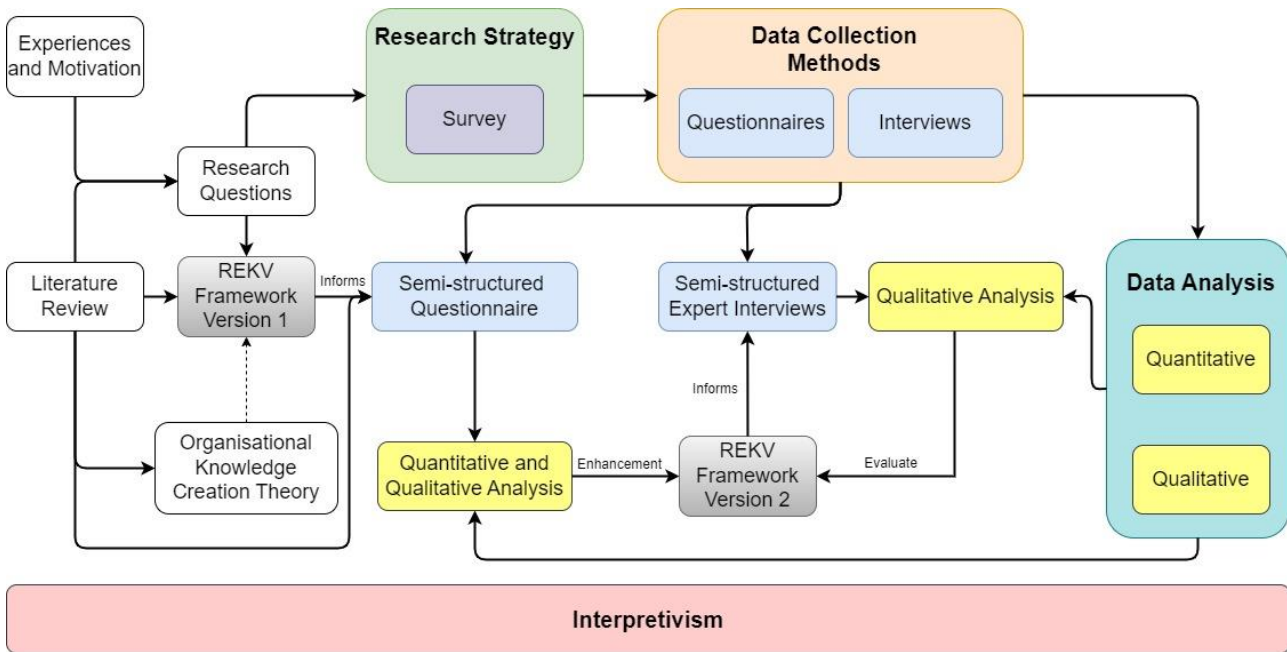 Experiences
and Motivation
Research Strategy
Survey
Data Collection
Methods
Questionnaires
Interviews
Research
Questions
Literature
Review
REKV
Framework
Version 1
Informs
Semi-structured
Questionnaire
Semi-structured
Expert Interviews
Qualitative Analysis
Data Analysis
Quantitative
Qualitative
Informs
Organisational
Knowledge
Creation Theory
Quantitative and
Qualitative Analysis
Enhancement
REKV
Framework
Version 2
Evaluate
Interpretivism